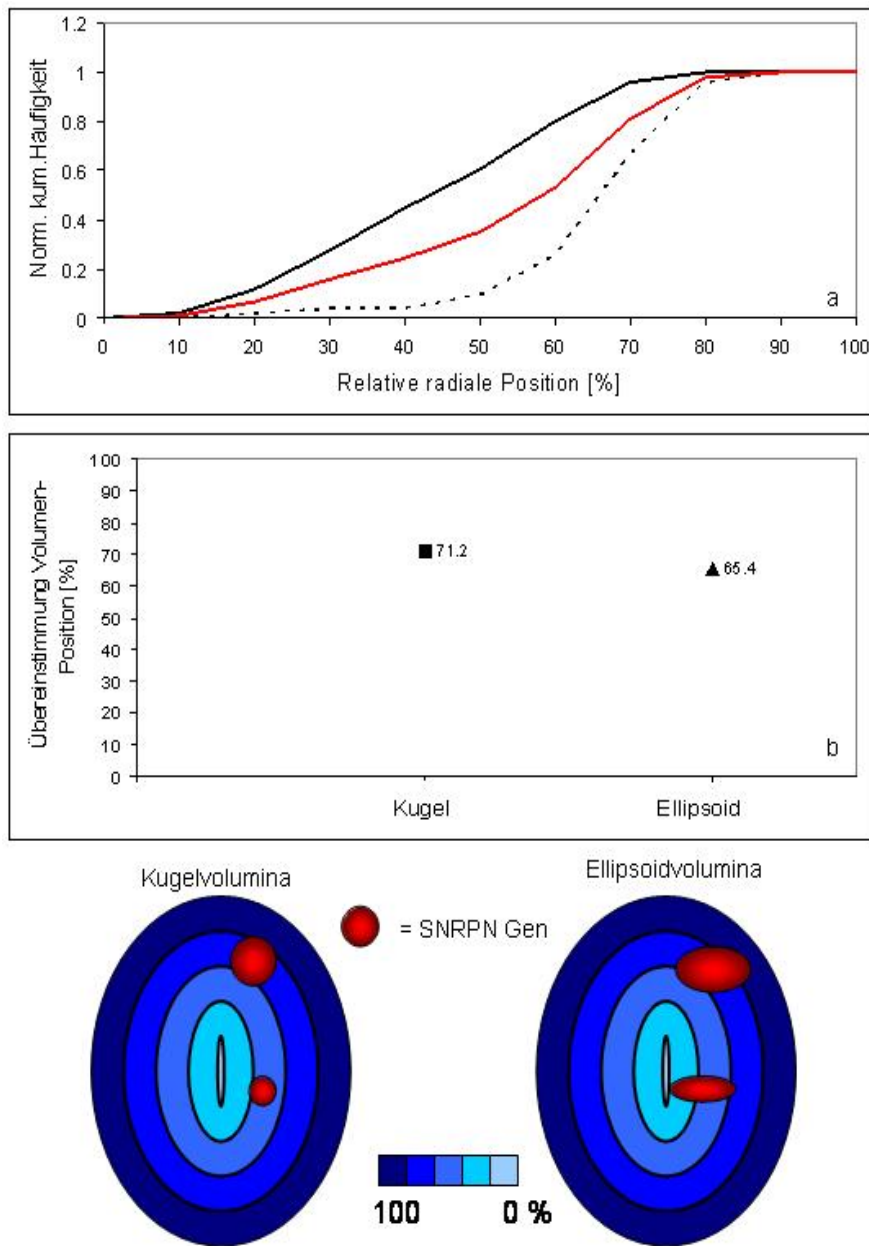 1.2
1
0.8
0.6
0.4
0.2
0
Norm. kum.Häufigkeit
0 10 20 30 40 50 60 70 80 90 100
Relative radiale Position [%]
a
100
90
80
70
60
50
40
30
20
10
0
Übereinstimmung Volumen-
Position [%]
71.2
65.4
Kugel Ellipsoid
b
Kugelvolumina
Ellipsoidvolumina
= SNRPN Gen
100 0 %